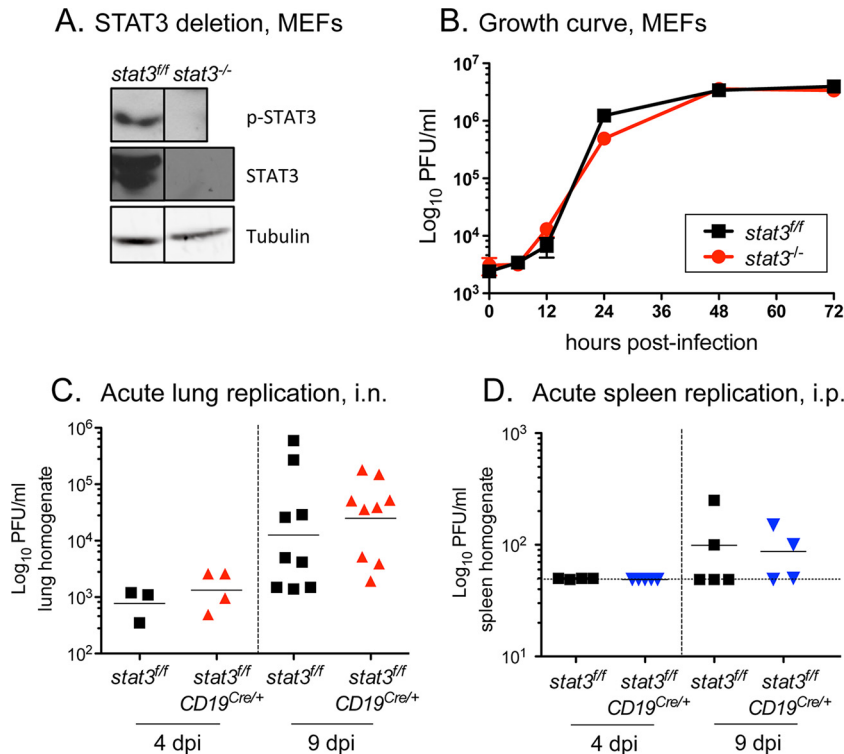 A. STAT3 deletion, MEFs
stat3f/f stat3-/-
p-STAT3
STAT3
Tubulin
B. Growth curve, MEFs
Log10 PFU/ml
10^7
10^6
10^5
10^4
10^3
0 12 24 36 48 60 72
hours post-infection
stat3f/f
stat3-/-
C. Acute lung replication, i.n.
Log10 PFU/ml
lung homogenate
10^6
10^5
10^4
10^3
10^2
stat3f/f stat3f/f stat3f/f stat3f/f
CD19Cre/+ CD19Cre/+
4 dpi 9 dpi
D. Acute spleen replication, i.p.
Log10 PFU/ml
spleen homogenate
10^3
10^2
10^1
stat3f/f stat3f/f stat3f/f stat3f/f
CD19Cre/+ CD19Cre/+
4 dpi 9 dpi